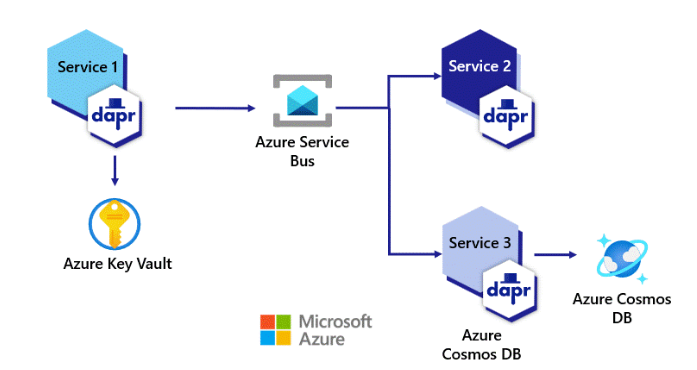 Service 1
dapr
Azure Key Vault
Azure Service
Bus
Service 2
dapr
Service 3
dapr
Azure
Cosmos DB
Azure Cosmos
DB
Microsoft
Azure